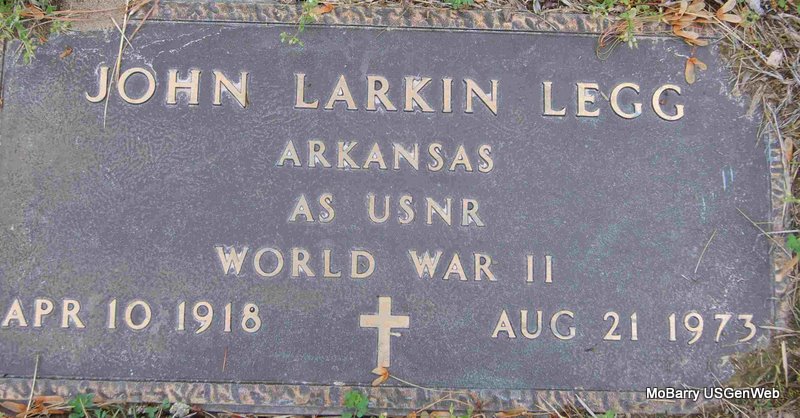 JOHN LARKIN LEGG
ARKANSAS
AS USNR
WORLD WAR II
APR 10 1918 AUG 21 1973
MoBarry USGenWeb